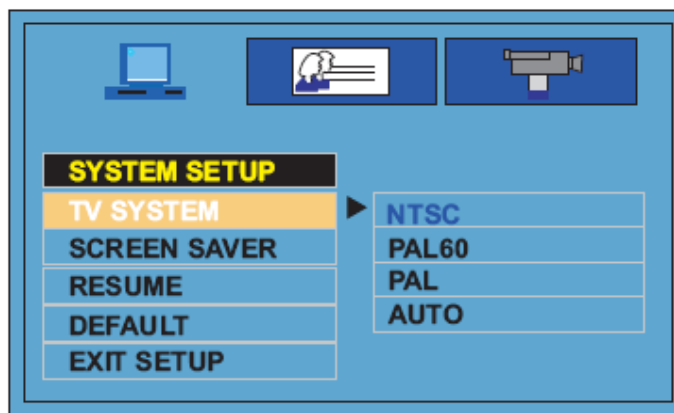 SYSTEM SETUP
TV SYSTEM
SCREEN SAVER
RESUME
DEFAULT
EXIT SETUP
NTSC
PAL60
PAL
AUTO